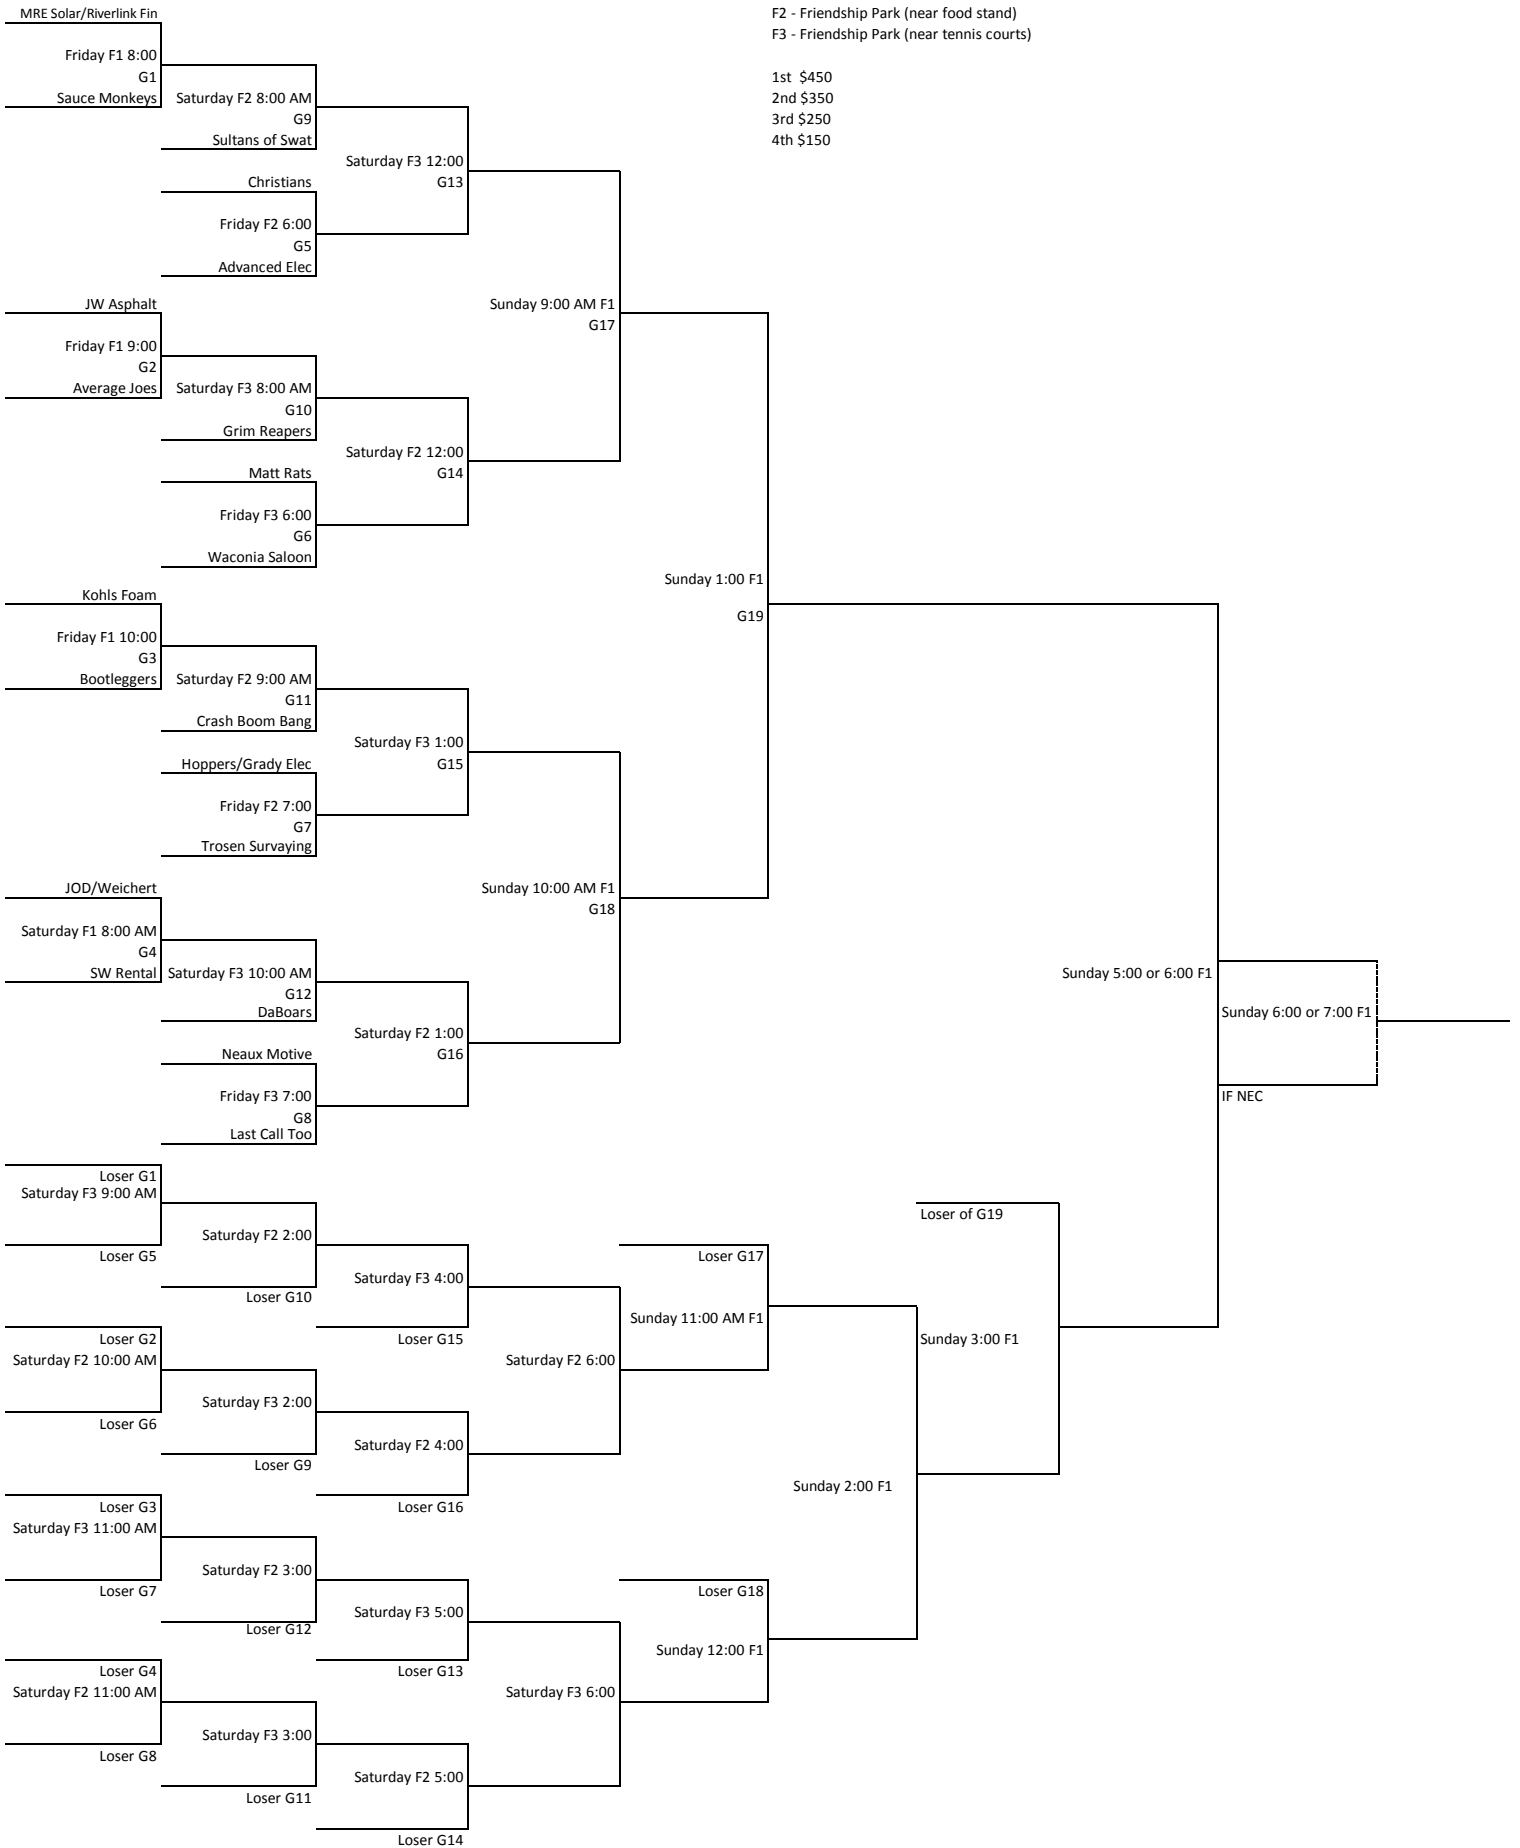 MRE Solar/Riverlink Fin
F2 - Friendship Park (near food stand)
F3 - Friendship Park (near tennis courts)
Friday F1 8:00
G1
1st $450
Sauce Monkeys
Saturday F2 8:00 AM
2nd $350
G9
3rd $250
Sultans of Swat
4th $150
Saturday F3 12:00
Christians
G13
Friday F2 6:00
G5
Advanced Elec
JW Asphalt
Sunday 9:00 AM F1
G17
Friday F1 9:00
G2
Average Joes
Saturday F3 8:00 AM
G10
Grim Reapers
Saturday F2 12:00
Matt Rats
G14
Friday F3 6:00
G6
Waconia Saloon
Sunday 1:00 F1
Kohls Foam
G19
Friday F1 10:00
G3
Bootleggers
Saturday F2 9:00 AM
G11
Crash Boom Bang
Saturday F3 1:00
Hoppers/Grady Elec
G15
Friday F2 7:00
G7
Trosen Survaying
JOD/Weichert
Sunday 10:00 AM F1
G18
Saturday F1 8:00 AM
G4
SW Rental
Saturday F3 10:00 AM
Sunday 5:00 or 6:00 F1
G12
DaBoars
Sunday 6:00 or 7:00 F1
Saturday F2 1:00
Neaux Motive
G16
Friday F3 7:00
IF NEC
G8
Last Call Too
Loser G1
Saturday F3 9:00 AM
Loser of G19
Saturday F2 2:00
Loser G5
Loser G17
Saturday F3 4:00
Loser G10
Sunday 11:00 AM F1
Loser G2
Loser G15
Sunday 3:00 F1
Saturday F2 10:00 AM
Saturday F2 6:00
Saturday F3 2:00
Loser G6
Saturday F2 4:00
Loser G9
Sunday 2:00 F1
Loser G3
Loser G16
Saturday F3 11:00 AM
Saturday F2 3:00
Loser G7
Loser G18
Saturday F3 5:00
Loser G12
Sunday 12:00 F1
Loser G4
Loser G13
Saturday F2 11:00 AM
Saturday F3 6:00
Saturday F3 3:00
Loser G8
Saturday F2 5:00
Loser G11
Loser G14